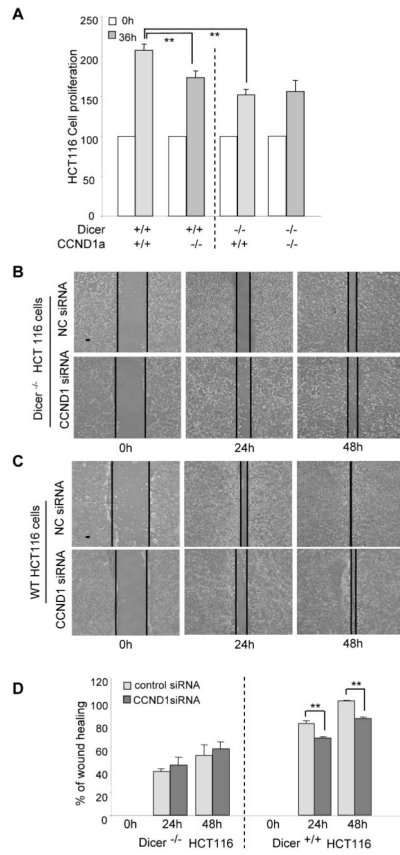 A
HCT116 Cell proliferation
250
200
150
100
50
0
0h
36h
**
**
Dicer +/+ +/+ -/- -/-
CCND1a +/+ -/- +/+ -/-
B
Dicer -/- HCT 116 cells
NC siRNA
CCND1 siRNA
0h 24h 48h
C
WT HCT116 cells
NC siRNA
CCND1 siRNA
0h 24h 48h
D
% of wound healing
120
100
80
60
40
20
0
control siRNA
CCND1siRNA
**
**
0h 24h 48h 0h 24h 48h
Dicer -/- HCT116 Dicer +/+ HCT116